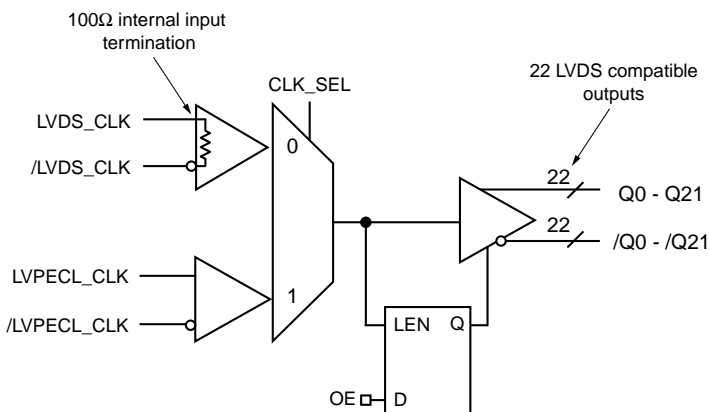 100Ω internal input
termination
22 LVDS compatible
outputs
CLK_SEL
LVDS_CLK
/LVDS_CLK
0
22
Q0 - Q21
22
/Q0 - /Q21
LVPECL_CLK
/LVPECL_CLK
1
LEN Q
OE D